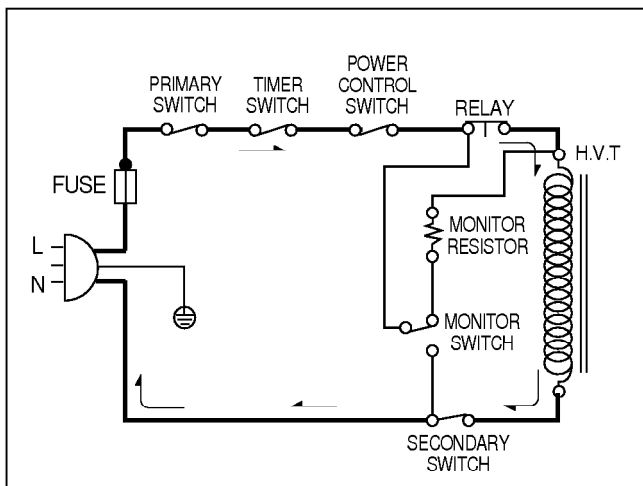 POWER
CONTROL
SWITCH
PRIMARY
SWITCH
TIMER
SWITCH
RELAY
H.V.T
FUSE
MONITOR
RESISTOR
L
N
MONITOR
SWITCH
SECONDARY
SWITCH